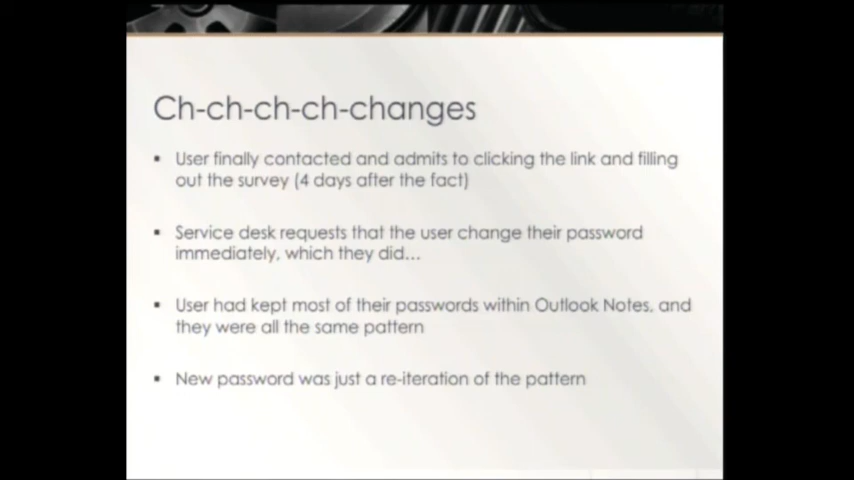 Ch-ch-ch-ch-changes
▪ User finally contacted and admits to clicking the link and filling
out the survey (4 days after the fact)
▪ Service desk requests that the user change their password
immediately, which they did...
▪ User had kept most of their passwords within Outlook Notes, and
they were all the same pattern
▪ New password was just a re-iteration of the pattern